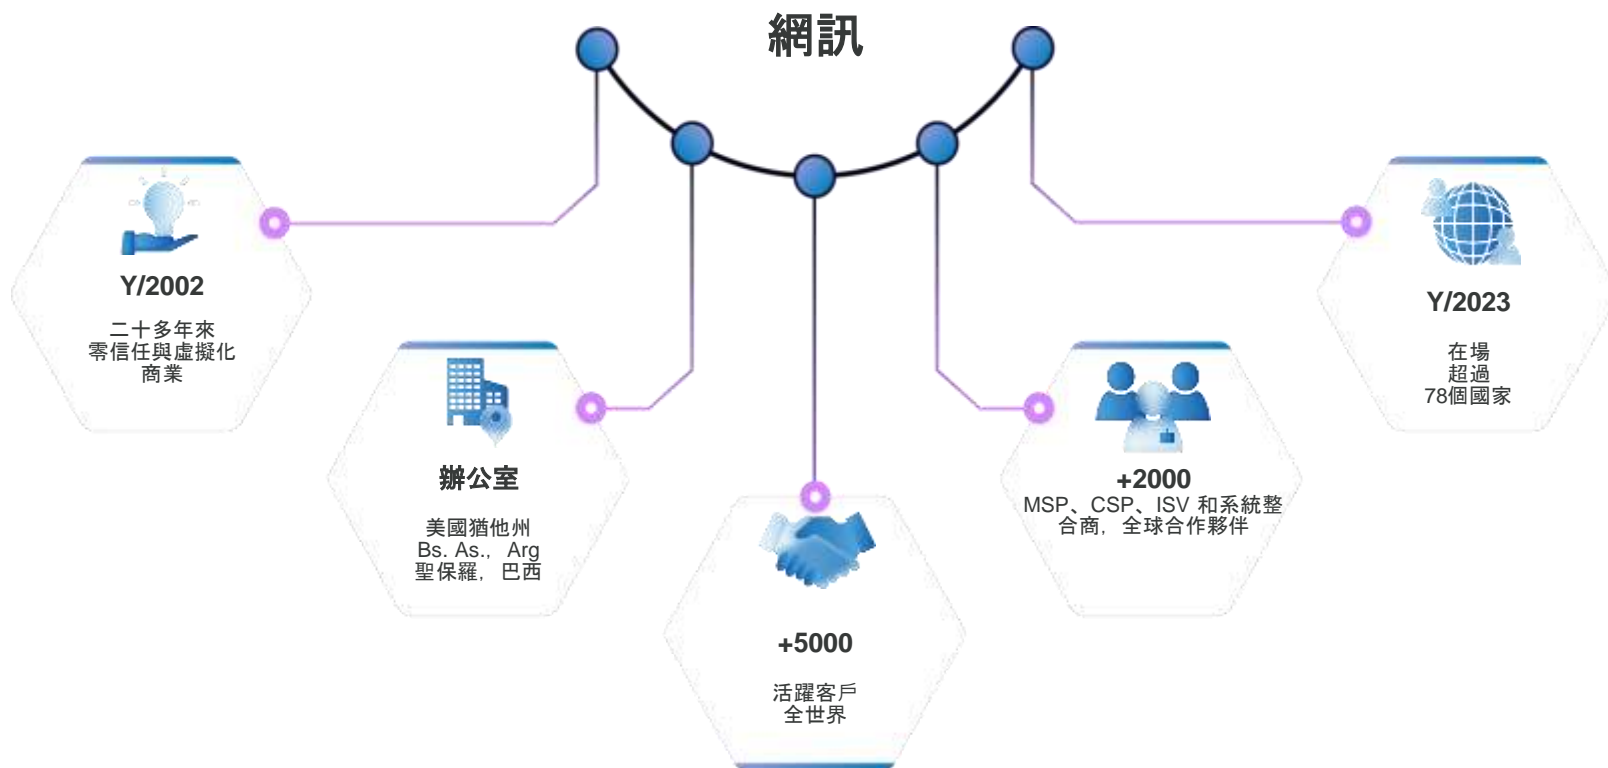 網訊
Y/2002
二十多年來
零信任與虛擬化
商業
辦公室
美國猶他州
Bs. As., Arg
聖保羅, 巴西
+5000
活躍客戶
全世界
+2000
MSP、CSP、ISV 和系統整
合商, 全球合作夥伴
Y/2023
在場
超過
78個國家